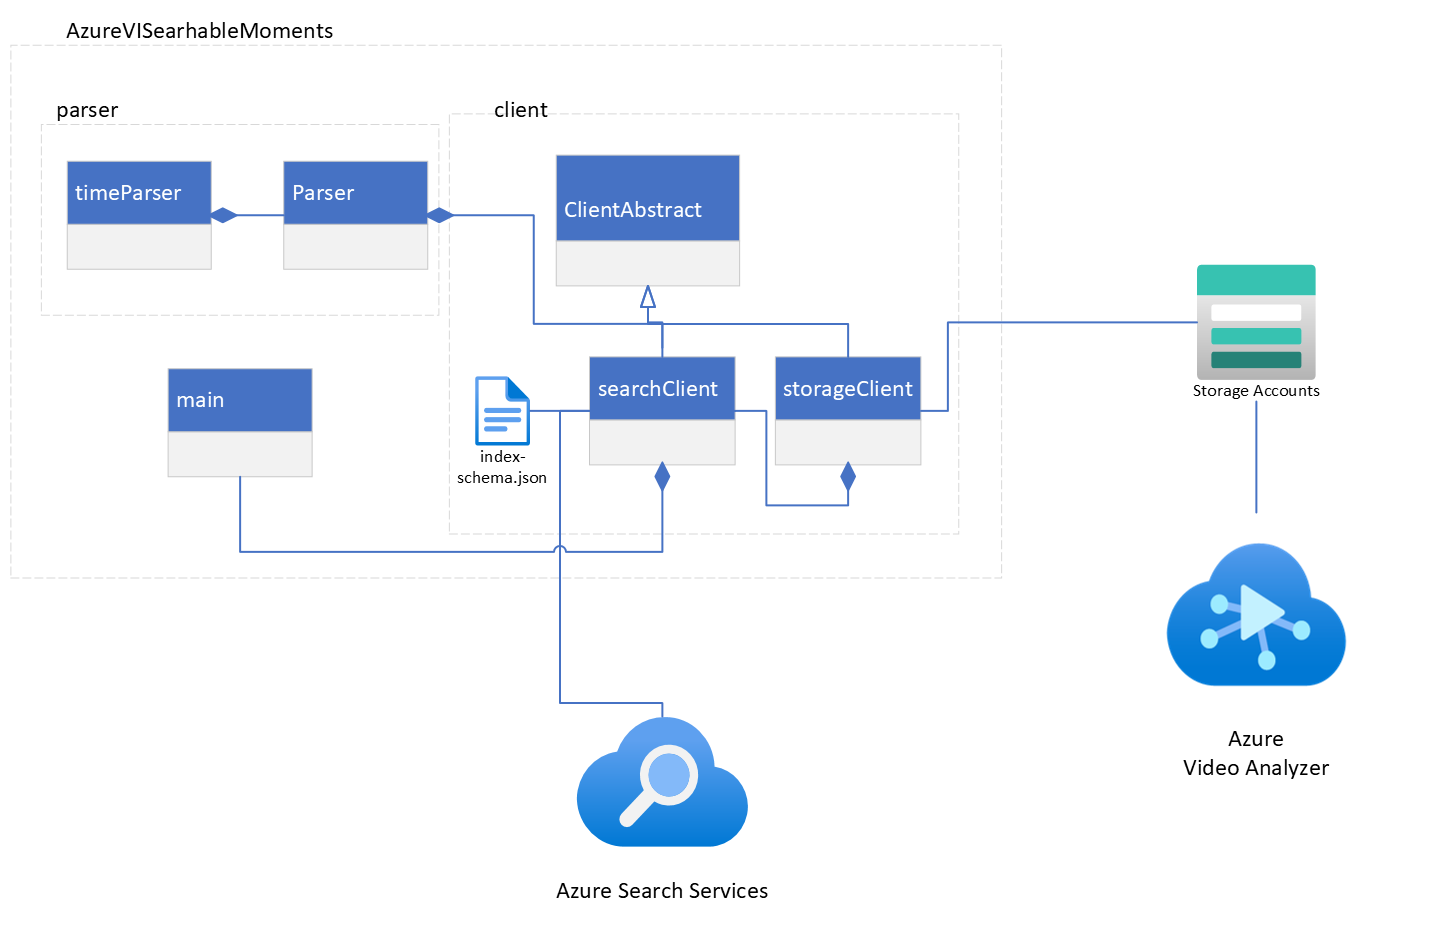 AzureVISearhableMoments
parser
client
timeParser
Parser
ClientAbstract
main
searchClient
storageClient
index-
schema.json
Storage Accounts
Azure
Video Analyzer
Azure Search Services